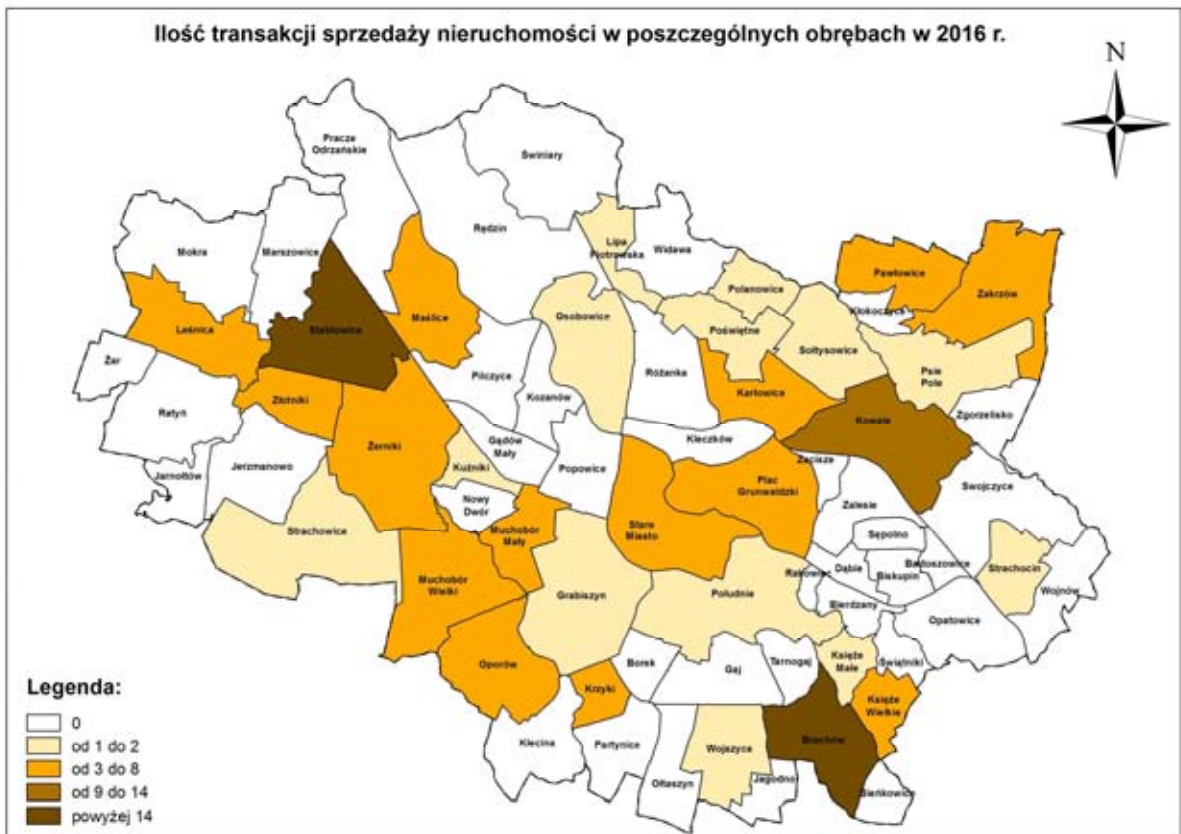 Ilość transakcji sprzedaży nieruchomości w poszczególnych obrębach w 2016 r.
N
Pracze
Odrzańskie
Świniary
Rędzin
Lipa
Piotrowska
Widawa
Mokra
Marszowice
Pawłowice
Zakrzów
Polanowice
Kłokoczyce
Leśnica
Stabłowice
Maślice
Osobowice
Poświętne
Sołtysowice
Psie
Pole
Żar
Pilczyce
Różanka
Złotniki
Kozanów
Karłowice
Zgorzelisko
Ratyń
Kowale
Żerniki
Gądów
Mały
Kleczków
Jerzmanowo
Kuźniki
Popowice
Zacisze
Jarnołtów
Plac
Grunwaldzki
Swojczyce
Nowy
Dwór
Zalesie
Strachowice
Muchobór
Mały
Stare
Miasto
Sępolno
Dąbie
Bartoszowice
Strachocin
Rakowiec
Biskupin
Wojnów
Muchobór
Wielki
Grabiszyn
Południe
Bierdzany
Opatowice
Oporów
Borek
Gaj
Tarnogaj
Księże
Małe
Świątniki
Krzyki
Księże
Wielkie
Klecina
Partynice
Wojszyce
Brochów
Ołtaszyn
Jagodno
Bieńkowice
Legenda:
0
od 1 do 2
od 3 do 8
od 9 do 14
powyżej 14